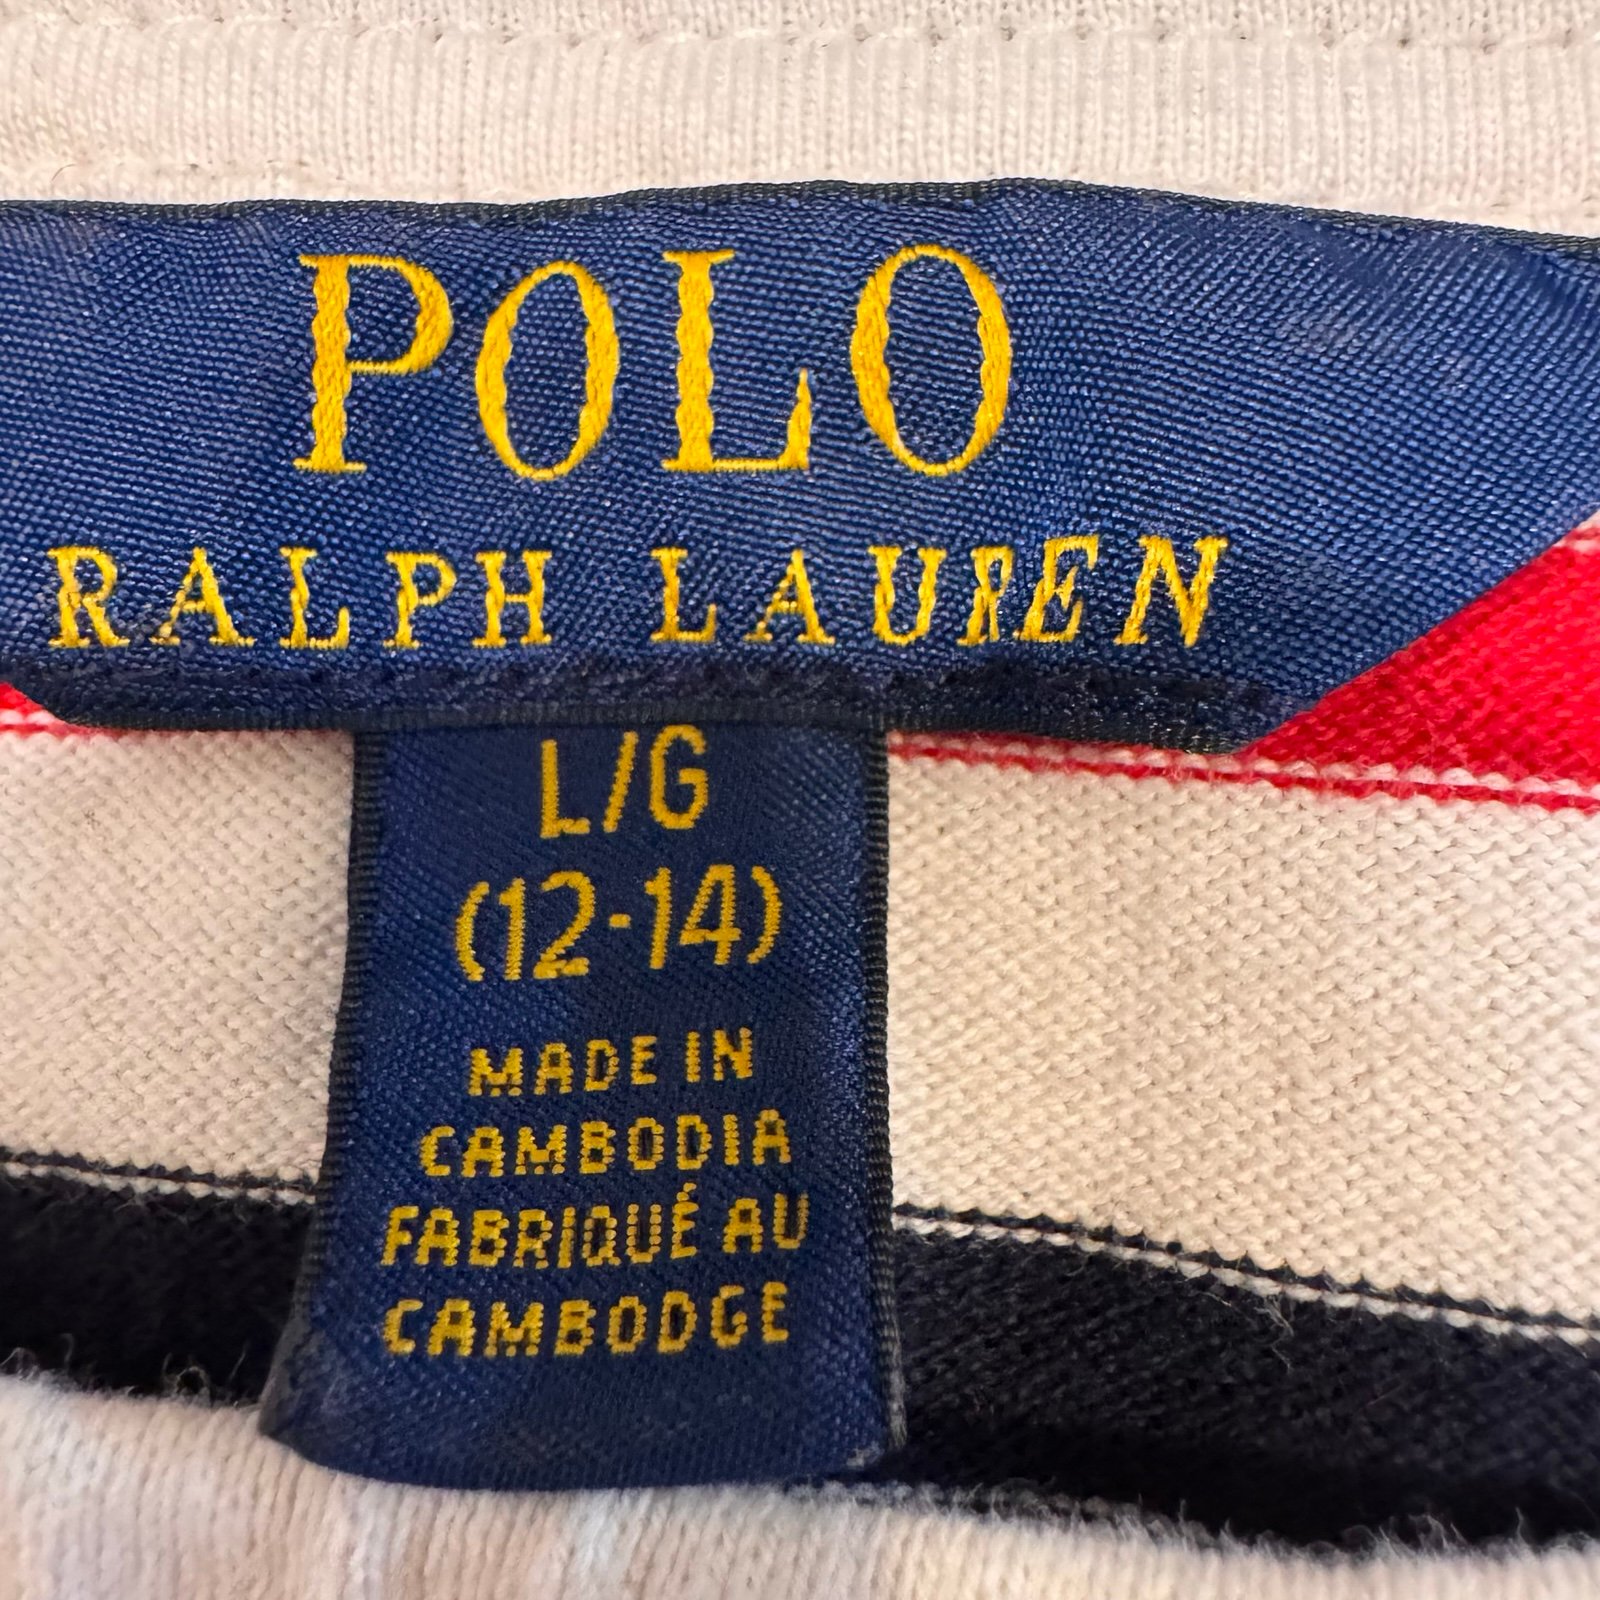 POLO
RALPH LAUREN
L/G
(12-14)
MADE IN
CAMBODIA
FABRIQUÉ AU
CAMBODGE